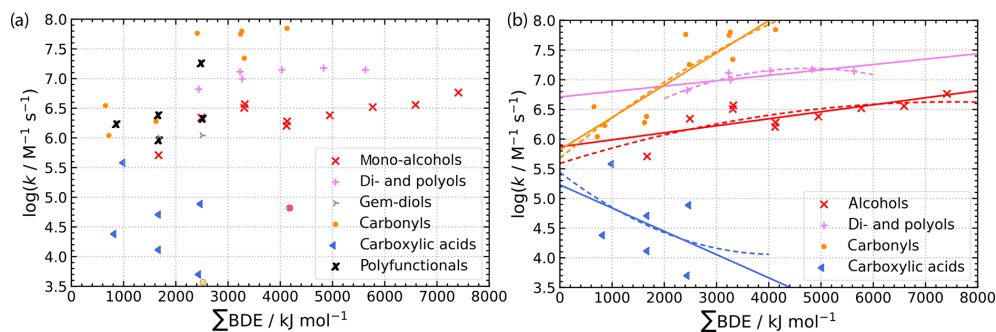 (a)
8.0
7.5
7.0
6.5
6.0
5.5
5.0
4.5
4.0
3.5
log(k / M⁻¹ s⁻¹)
Mono-alcohols
Di- and polyols
Gem-diols
Carbonyls
Carboxylic acids
Polyfunctionals
0 1000 2000 3000 4000 5000 6000 7000 8000
∑BDE / kJ mol⁻¹
(b)
8.0
7.5
7.0
6.5
6.0
5.5
5.0
4.5
4.0
3.5
log(k / M⁻¹ s⁻¹)
Alcohols
Di- and polyols
Carbonyls
Carboxylic acids
0 1000 2000 3000 4000 5000 6000 7000 8000
∑BDE / kJ mol⁻¹